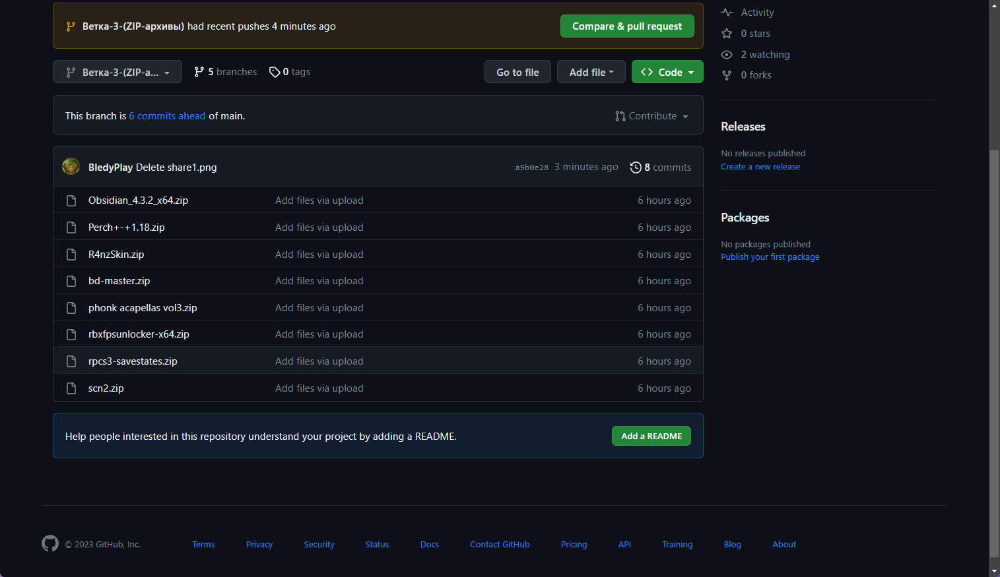 Ветка-3-(ZIP-архивы) had recent pushes 4 minutes ago
Compare & pull request
Ветка-3-(ZIP-а...
5 branches
0 tags
Go to file
Add file
Code
This branch is 6 commits ahead of main.
Contribute
BledyPlay Delete share1.png
a9b0e28 3 minutes ago
8 commits
Obsidian_4.3.2_x64.zip Add files via upload 6 hours ago
Perch+-+1.18.zip Add files via upload 6 hours ago
R4nzSkin.zip Add files via upload 6 hours ago
bd-master.zip Add files via upload 6 hours ago
phonk acapellas vol3.zip Add files via upload 6 hours ago
rbxfpsunlocker-x64.zip Add files via upload 6 hours ago
rpcs3-savestates.zip Add files via upload 6 hours ago
scn2.zip Add files via upload 6 hours ago
Help people interested in this repository understand your project by adding a README.
Add a README
Activity
0 stars
2 watching
0 forks
Releases
No releases published
Create a new release
Packages
No packages published
Publish your first package
© 2023 GitHub, Inc. Terms Privacy Security Status Docs Contact GitHub Pricing API Training Blog About